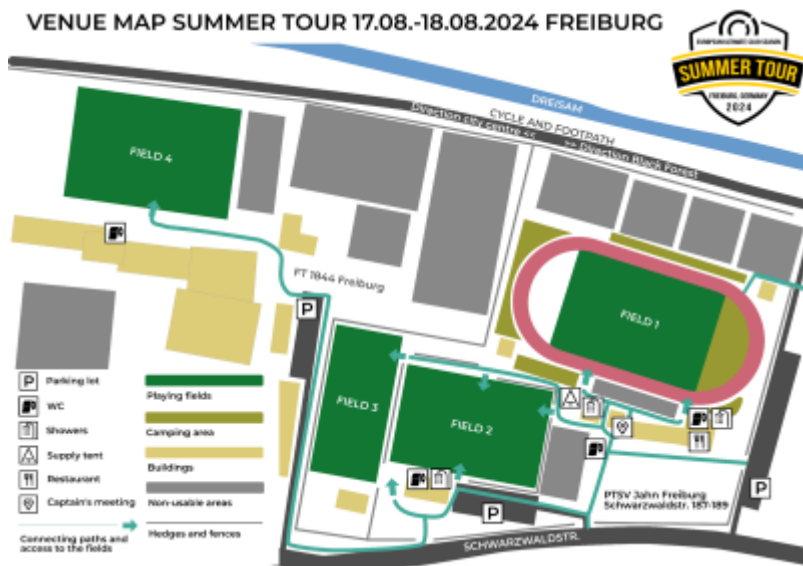 VENUE MAP SUMMER TOUR 17.08.-18.08.2024 FREIBURG
SUMMER TOUR
FREIBURG, GERMANY
2024
DREISAM
CYCLE AND FOOTPATH
Direction city centre <<
>> Direction Black Forest
FIELD 4
FT 1844 Freiburg
FIELD 1
P
FIELD 3
FIELD 2
P
Parking lot
WC
Showers
Supply tent
Restaurant
Captain's meeting
Connecting paths and
access to the fields
Playing fields
Camping area
Buildings
Non-usable areas
Hedges and fences
P
P
PTSV Jahn Freiburg
Schwarzwaldstr. 187-189
SCHWARZWALDSTR.